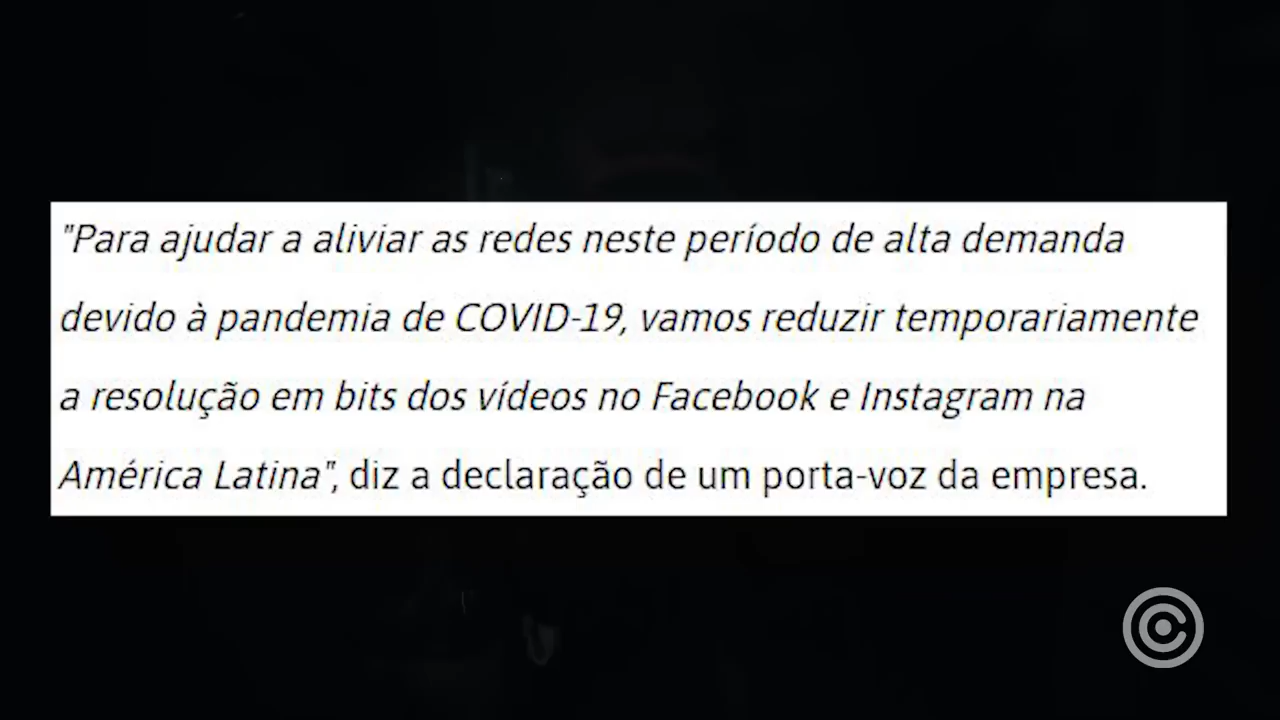 "Para ajudar a aliviar as redes neste período de alta demanda
devido à pandemia de COVID-19, vamos reduzir temporariamente
a resolução em bits dos vídeos no Facebook e Instagram na
América Latina", diz a declaração de um porta-voz da empresa.